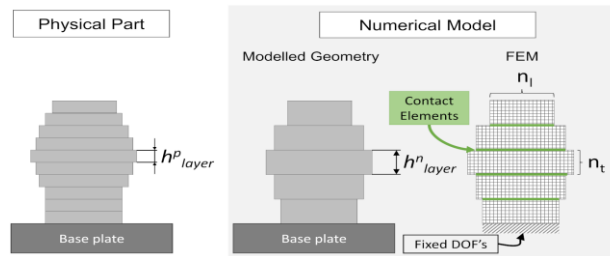 Physical Part
Numerical Model
Modelled Geometry
FEM
n_l
Contact
Elements
h^p_layer
h^n_layer
n_t
Base plate
Base plate
Fixed DOF's